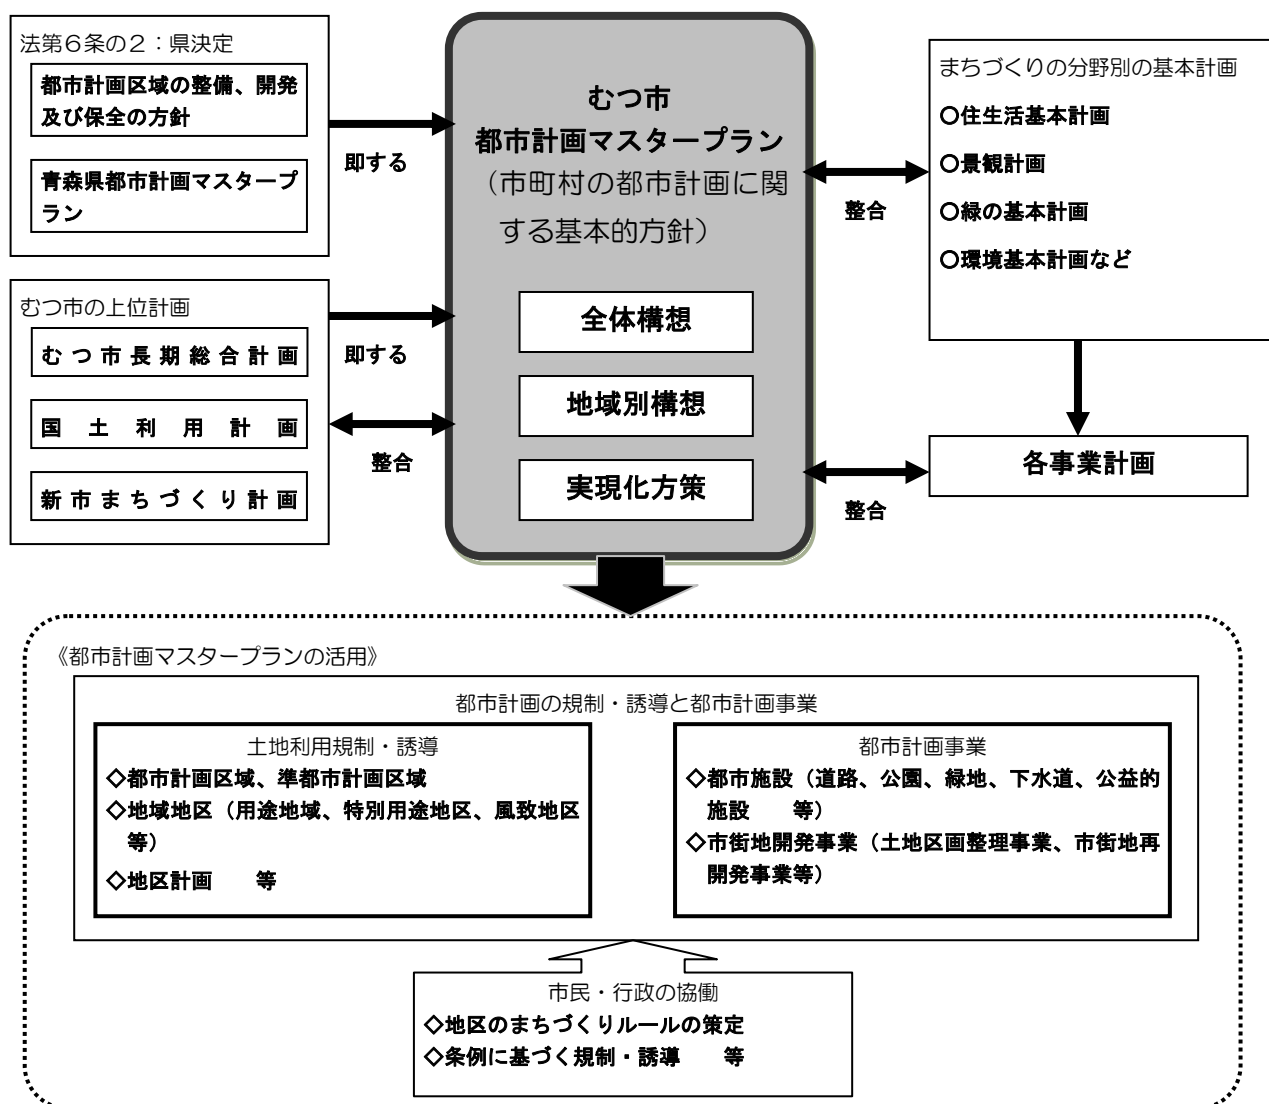 法第６条の２：県決定
都市計画区域の整備、開発
及び保全の方針
青森県都市計画マスタープ
ラン
即する
むつ市の上位計画
むつ市長期総合計画
国土利用計画
新市まちづくり計画
即する
整合
むつ市
都市計画マスタープラン
（市町村の都市計画に関
する基本的方針）
全体構想
地域別構想
実現化方策
整合
まちづくりの分野別の基本計画
○住生活基本計画
○景観計画
○緑の基本計画
○環境基本計画など
各事業計画
整合
《都市計画マスタープランの活用》
都市計画の規制・誘導と都市計画事業
土地利用規制・誘導
◇都市計画区域、準都市計画区域
◇地域地区（用途地域、特別用途地区、風致地区
等）
◇地区計画　　等
都市計画事業
◇都市施設（道路、公園、緑地、下水道、公益的
施設　　等）
◇市街地開発事業（土地区画整理事業、市街地再
開発事業等）
市民・行政の協働
◇地区のまちづくりルールの策定
◇条例に基づく規制・誘導　　等